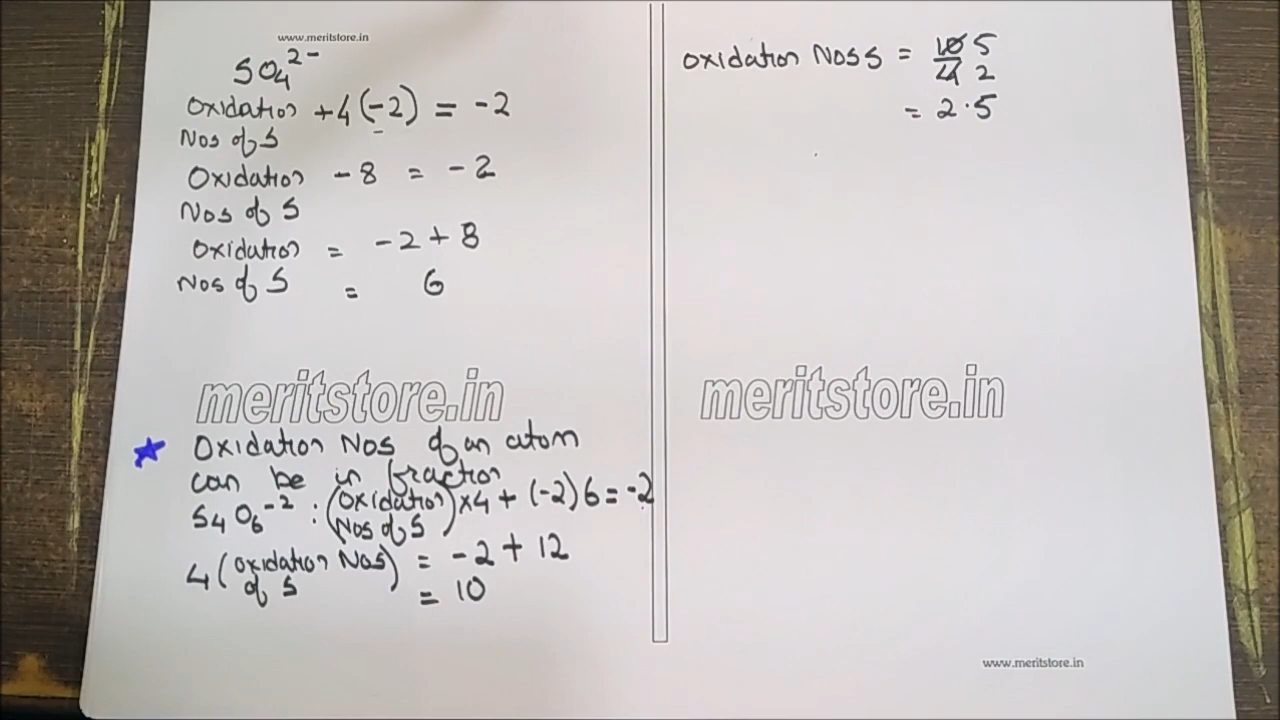 www.meritstore.in
SO₄²⁻
Oxidation +4(-2) = -2
Nos of S
Oxidation -8 = -2
Nos of S
Oxidation = -2+8
Nos of S = 6
meritstore.in
★ Oxidation Nos of an atom
can be in fraction
S₄O₆⁻² : (Oxidation Nos of S) ×4 + (-2)6 = -2
4(Oxidation Nos of S) = -2+12
= 10
Oxidation Nos S = 10/4 5/2
= 2.5
meritstore.in
www.meritstore.in